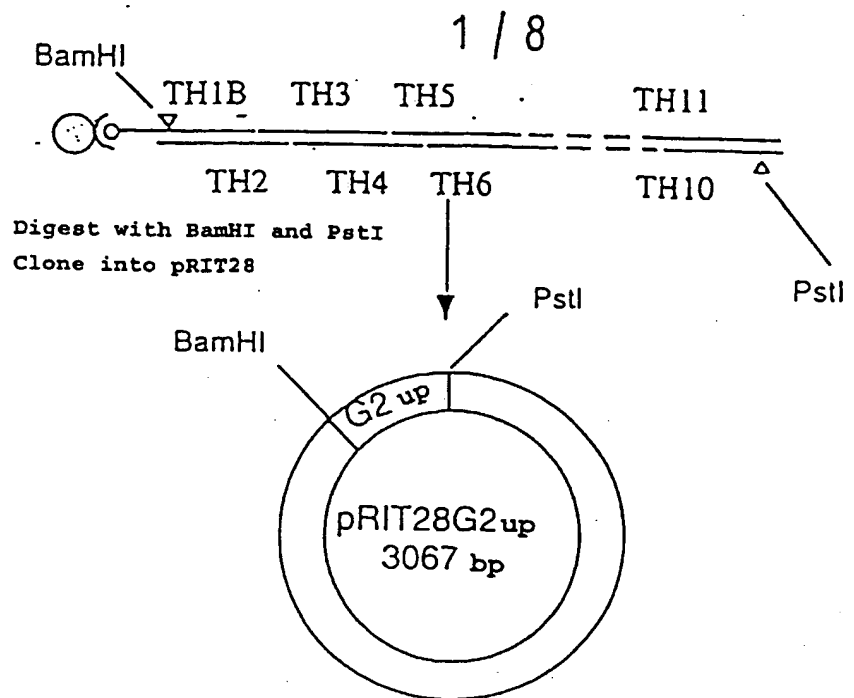 1 / 8
BamHI
TH1B TH3 TH5 TH11
TH2 TH4 TH6 TH10
Digest with BamHI and PstI
Clone into pRIT28
PstI
PstI
BamHI
G2 up
pRIT28G2up
3067 bp